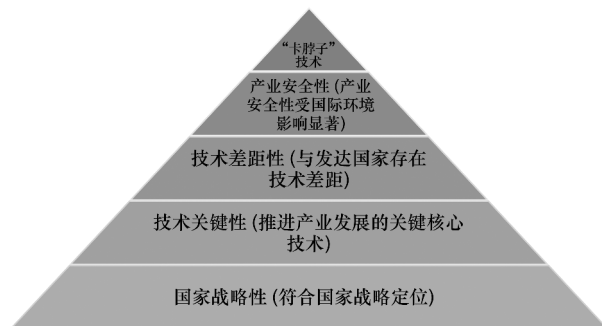 “卡脖子”
技术
产业安全性 (产业
安全性受国际环境
影响显著)
技术差距性 (与发达国家存在
技术差距)
技术关键性 (推进产业发展的关键核心
技术)
国家战略性 (符合国家战略定位)